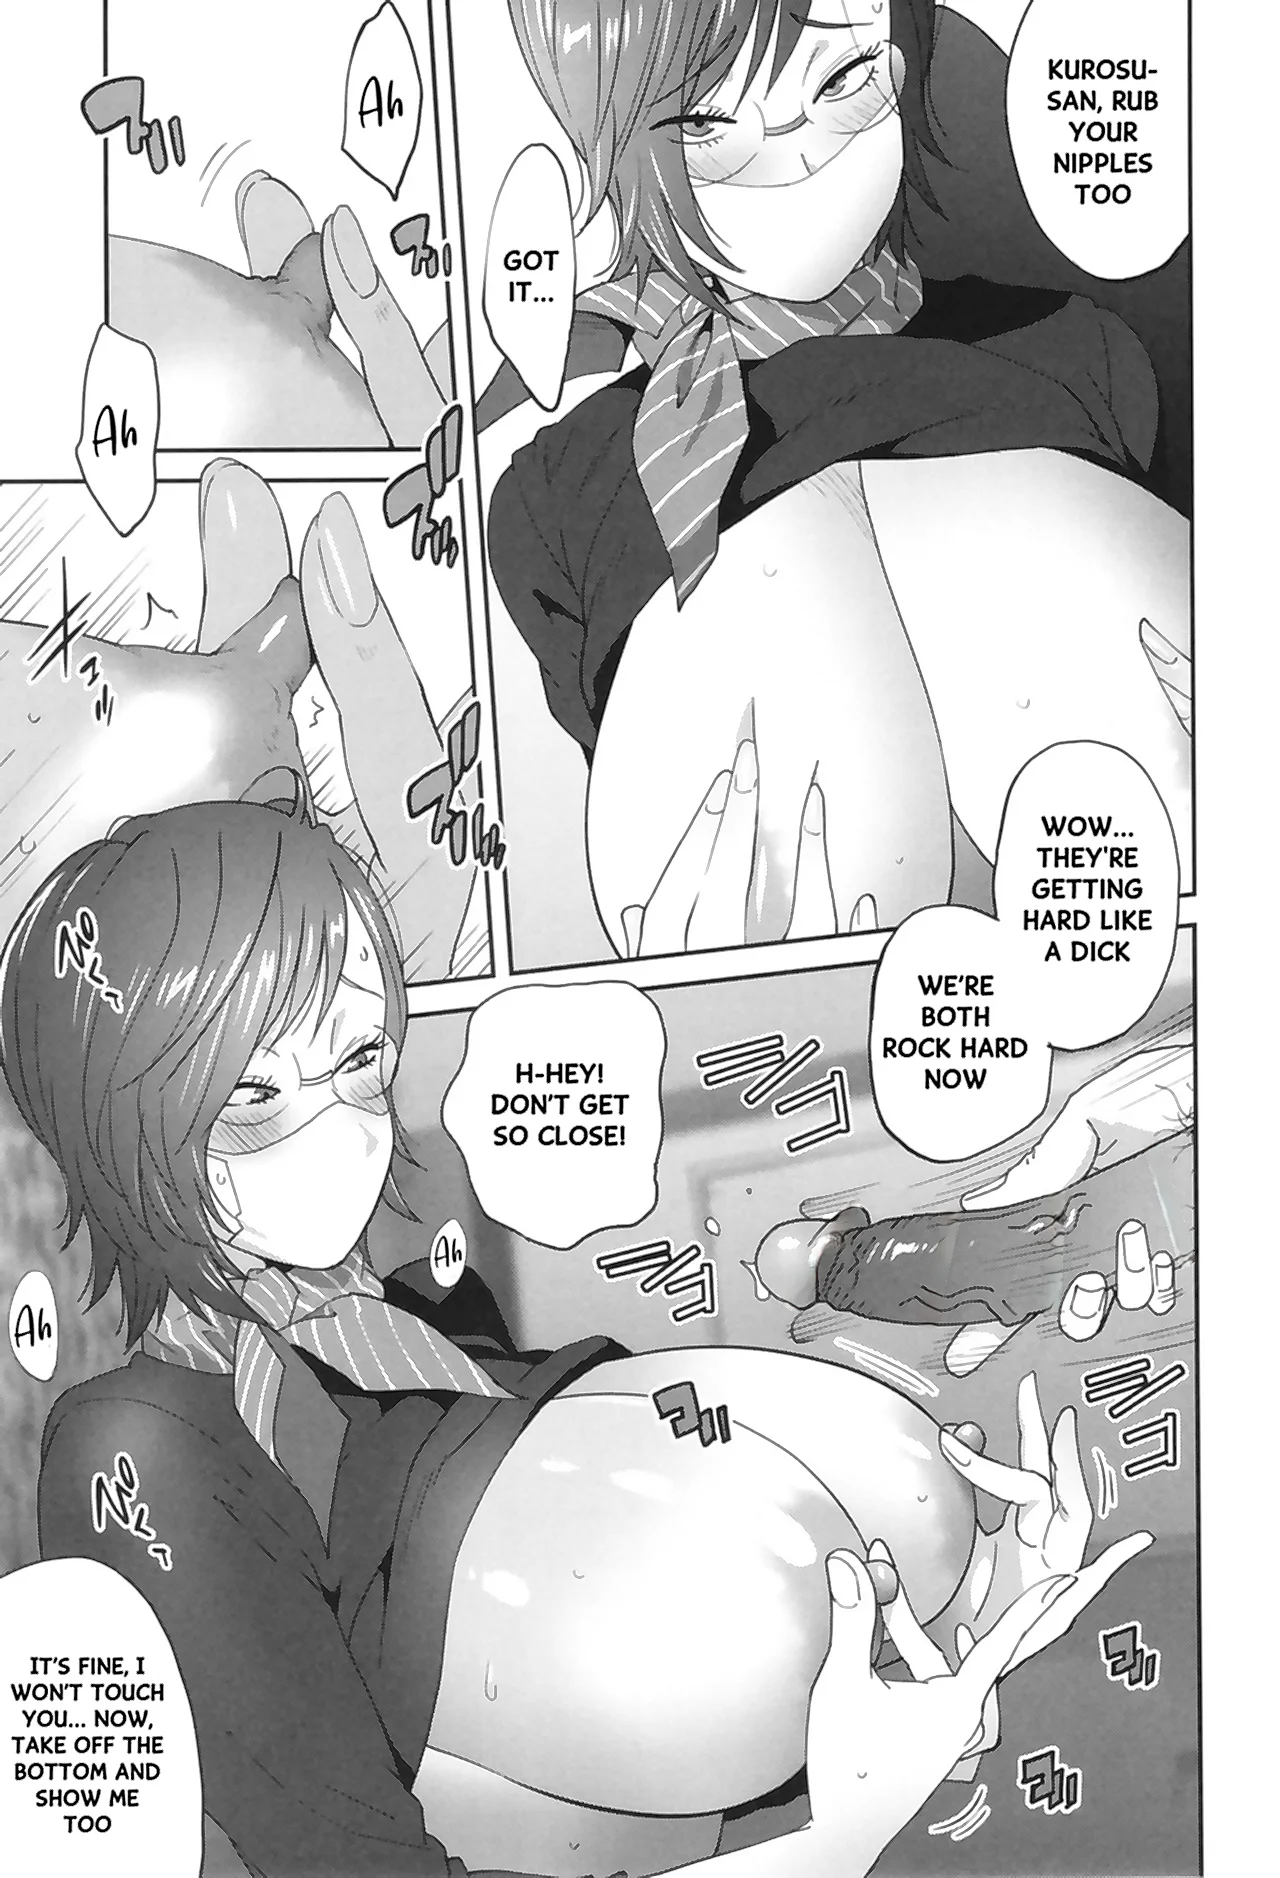 KUROSU-
SAN, RUB
YOUR
NIPPLES
TOO
GOT
IT...
Ah
Ah
WOW...
THEY'RE
GETTING
HARD LIKE
A DICK
WE'RE
BOTH
ROCK HARD
NOW
H-HEY!
DON'T GET
SO CLOSE!
Ah
Ah
IT'S FINE, I
WON'T TOUCH
YOU... NOW,
TAKE OFF THE
BOTTOM AND
SHOW ME
TOO